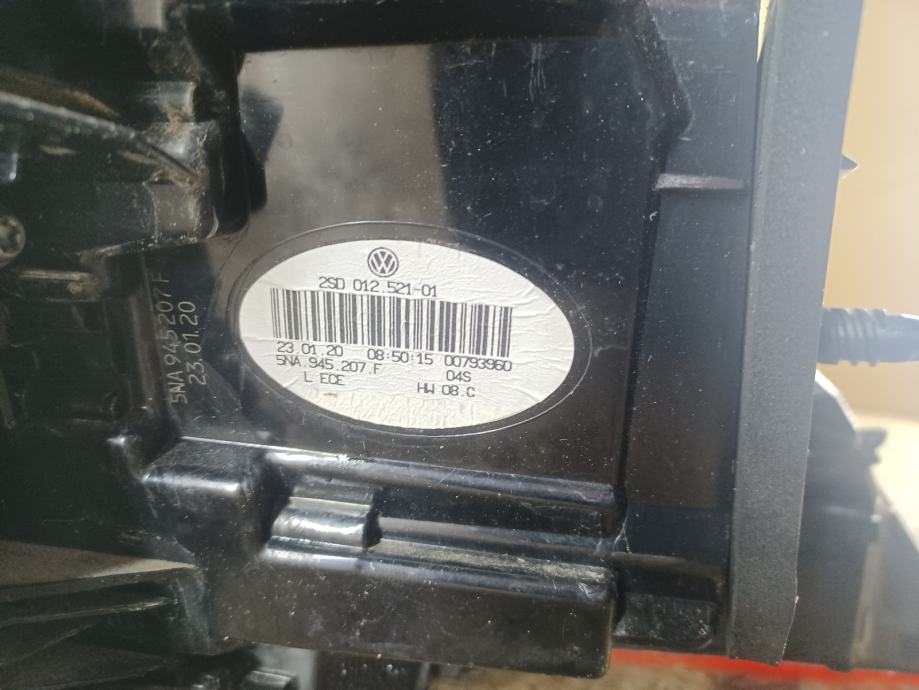 2SD 012.521-01
23.01.20 08:50:15 00793960
5NA.945.207.F 04S
L ECE HW 08.C
5NA 945 207 F
23.01.20